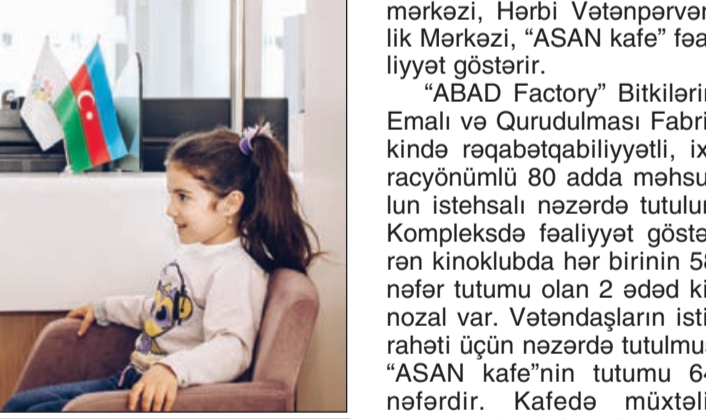 mərkəzi, Hərbi Vətənpərvər
lik Mərkəzi, “ASAN kafe” fəa
liyyət göstərir.
“ABAD Factory” Bitkiləri
Emalı və Qurudulması Fabri
kində rəqabətqabiliyyətli, ix
racyönümlü 80 adda məhsu
lun istehsalı nəzərdə tutulur
Kompleksdə fəaliyyət göstə
rən kinoklubda hər birinin 58
nəfər tutumu olan 2 ədəd ki
nozal var. Vətəndaşların isti
rahəti üçün nəzərdə tutulmuş
“ASAN kafe”nin tutumu 64
nəfərdir. Kafedə müxtəli